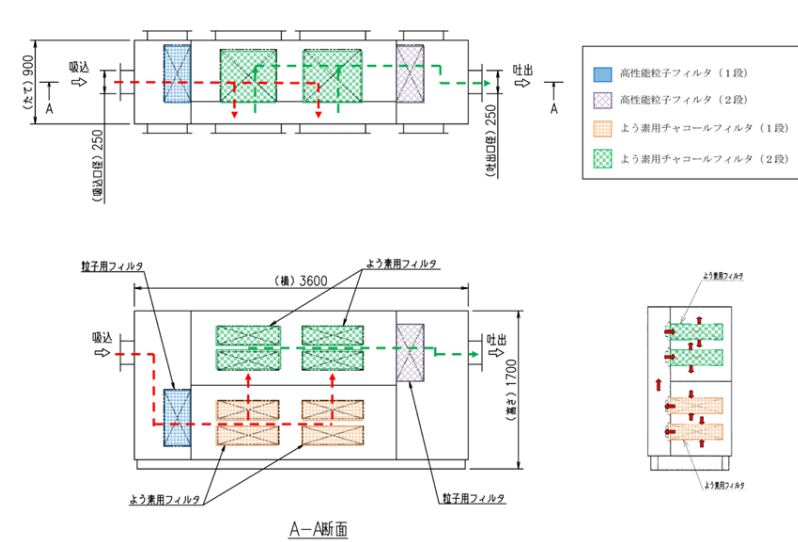 吸込
(たて) 900
A
(吸込口径) 250
吐出
A
(吐出口径) 250
高性能粒子フィルタ（１段）
高性能粒子フィルタ（２段）
よう素用チャコールフィルタ（１段）
よう素用チャコールフィルタ（２段）
粒子用フィルタ
よう素用フィルタ
(横) 3600
吸込
吐出
(高さ) 1700
よう素用フィルタ
粒子用フィルタ
A－A断面
よう素用フィルタ
よう素用フィルタ